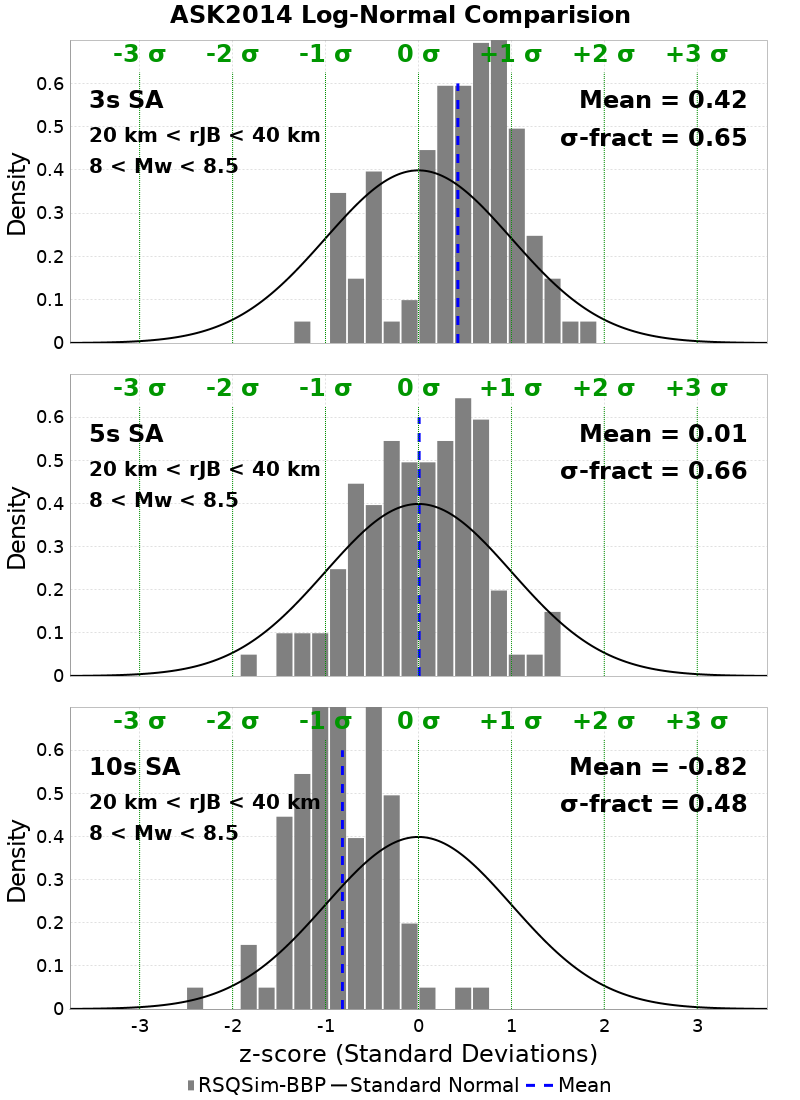 ASK2014 Log-Normal Comparision
-3 σ -2 σ -1 σ 0 σ +1 σ +2 σ +3 σ
3s SA
20 km < rJB < 40 km
8 < Mw < 8.5
Mean = 0.42
σ-fract = 0.65
Density
0.6
0.5
0.4
0.3
0.2
0.1
0
-3 σ -2 σ -1 σ 0 σ +1 σ +2 σ +3 σ
5s SA
20 km < rJB < 40 km
8 < Mw < 8.5
Mean = 0.01
σ-fract = 0.66
Density
0.6
0.5
0.4
0.3
0.2
0.1
0
-3 σ -2 σ -1 σ 0 σ +1 σ +2 σ +3 σ
10s SA
20 km < rJB < 40 km
8 < Mw < 8.5
Mean = -0.82
σ-fract = 0.48
Density
0.6
0.5
0.4
0.3
0.2
0.1
0
-3 -2 -1 0 1 2 3
z-score (Standard Deviations)
RSQSim-BBP Standard Normal Mean